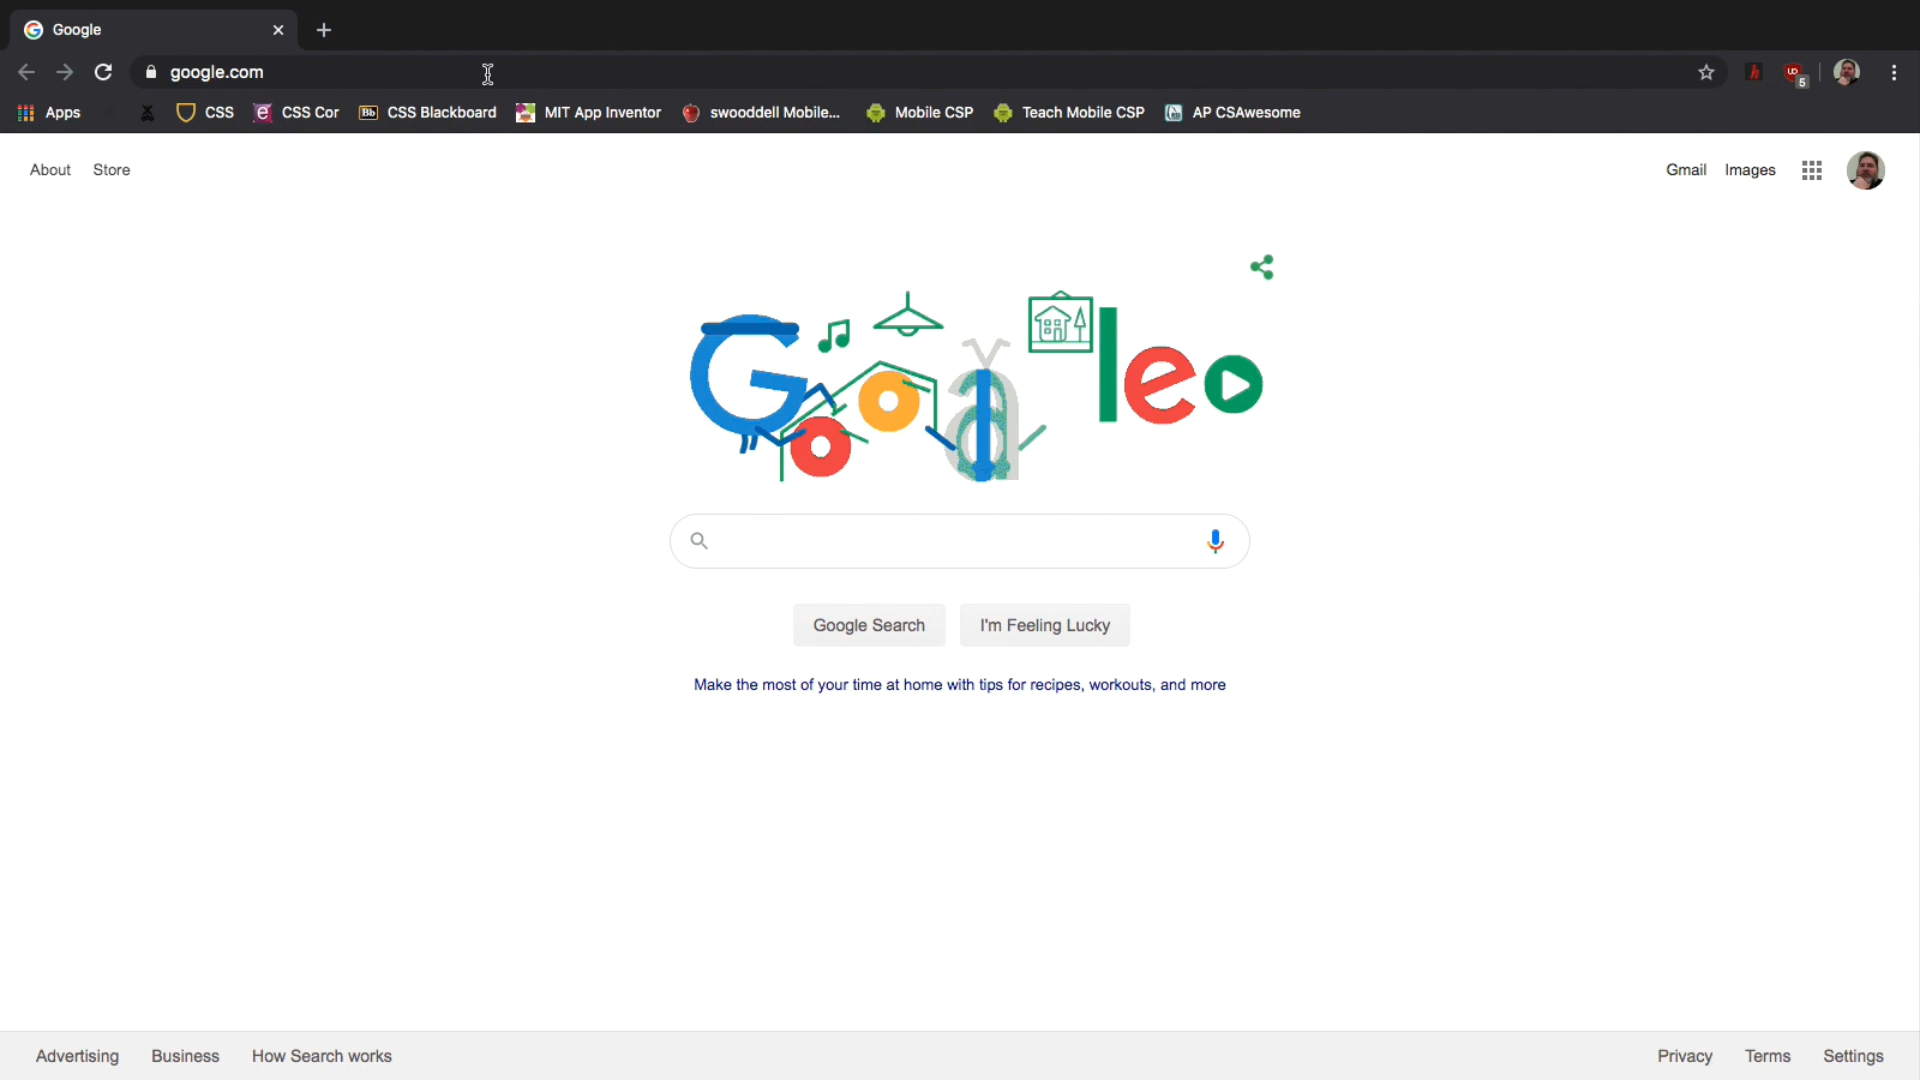 Google
google.com
5
Apps CSS CSS Cor Bb CSS Blackboard MIT App Inventor swooddell Mobile... Mobile CSP Teach Mobile CSP AP CSAwesome
About Store Gmail Images
Google Search I'm Feeling Lucky
Make the most of your time at home with tips for recipes, workouts, and more
Advertising Business How Search works Privacy Terms Settings